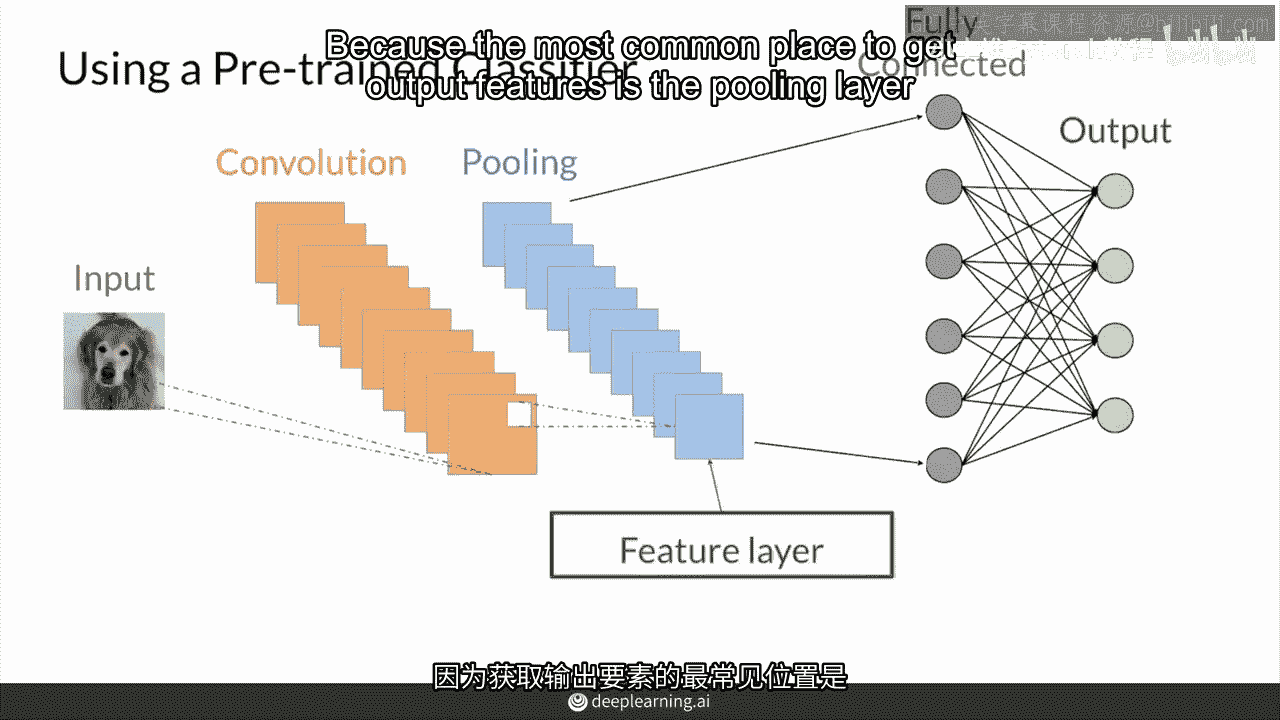 Because the most common place to get
output features is the pooling layer
Using a Pre-trained Classifier
Fully
Connected
Output
Convolution
Pooling
Input
Feature layer
因为获取输出要素的最常见位置是
deeplearning.ai